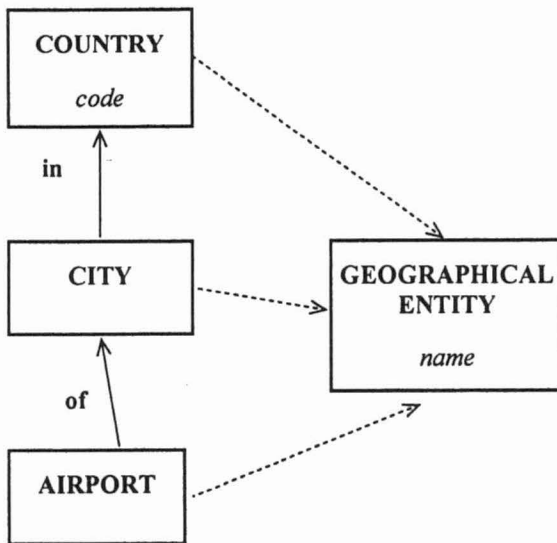 COUNTRY
code
in
CITY
GEOGRAPHICAL
ENTITY
name
of
AIRPORT